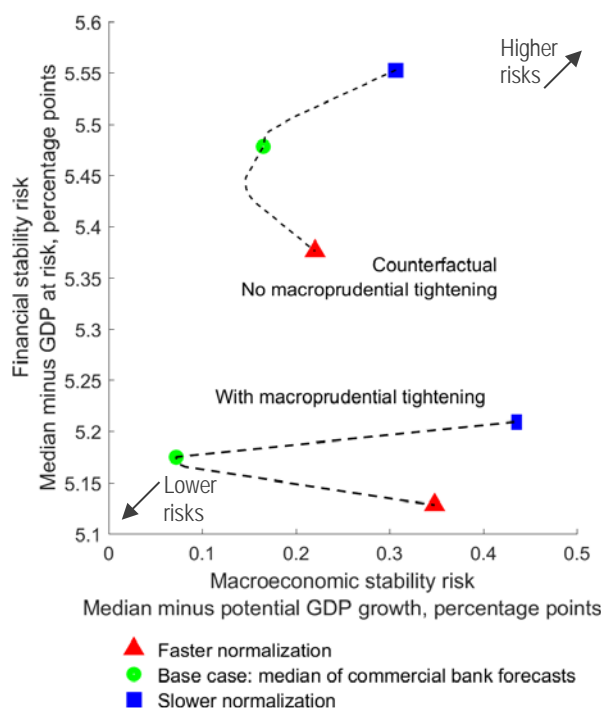 Financial stability risk
Median minus GDP at risk, percentage points
5.6
5.55
5.5
5.45
5.4
5.35
5.3
5.25
5.2
5.15
5.1
Higher
risks
Counterfactual
No macroprudential tightening
With macroprudential tightening
Lower
risks
0
0.1
0.2
0.3
0.4
0.5
Macroeconomic stability risk
Median minus potential GDP growth, percentage points
Faster normalization
Base case: median of commercial bank forecasts
Slower normalization